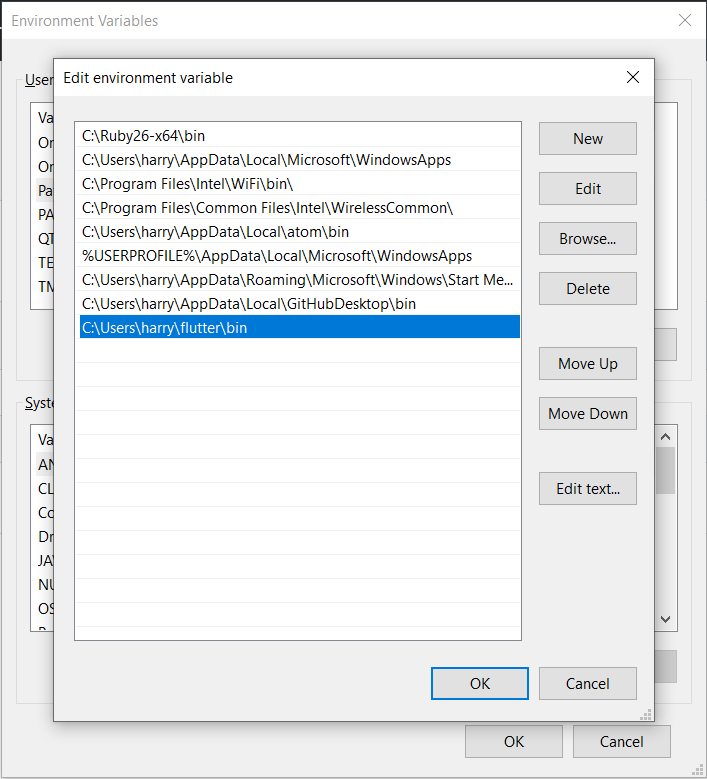 Environment Variables
User
Edit environment variable
Va
C:\Ruby26-x64\bin
New
Or
C:\Users\harry\AppData\Local\Microsoft\WindowsApps
Or
C:\Program Files\Intel\WiFi\bin\
Edit
Pa
C:\Program Files\Common Files\Intel\WirelessCommon\
PA
C:\Users\harry\AppData\Local\atom\bin
Browse...
QT
%USERPROFILE%\AppData\Local\Microsoft\WindowsApps
TE
C:\Users\harry\AppData\Roaming\Microsoft\Windows\Start Me...
Delete
TM
C:\Users\harry\AppData\Local\GitHubDesktop\bin
C:\Users\harry\flutter\bin
Move Up
Syste
Move Down
Va
AN
CL
Edit text...
Co
Dr
JA
NU
OS
OK
Cancel
OK
Cancel